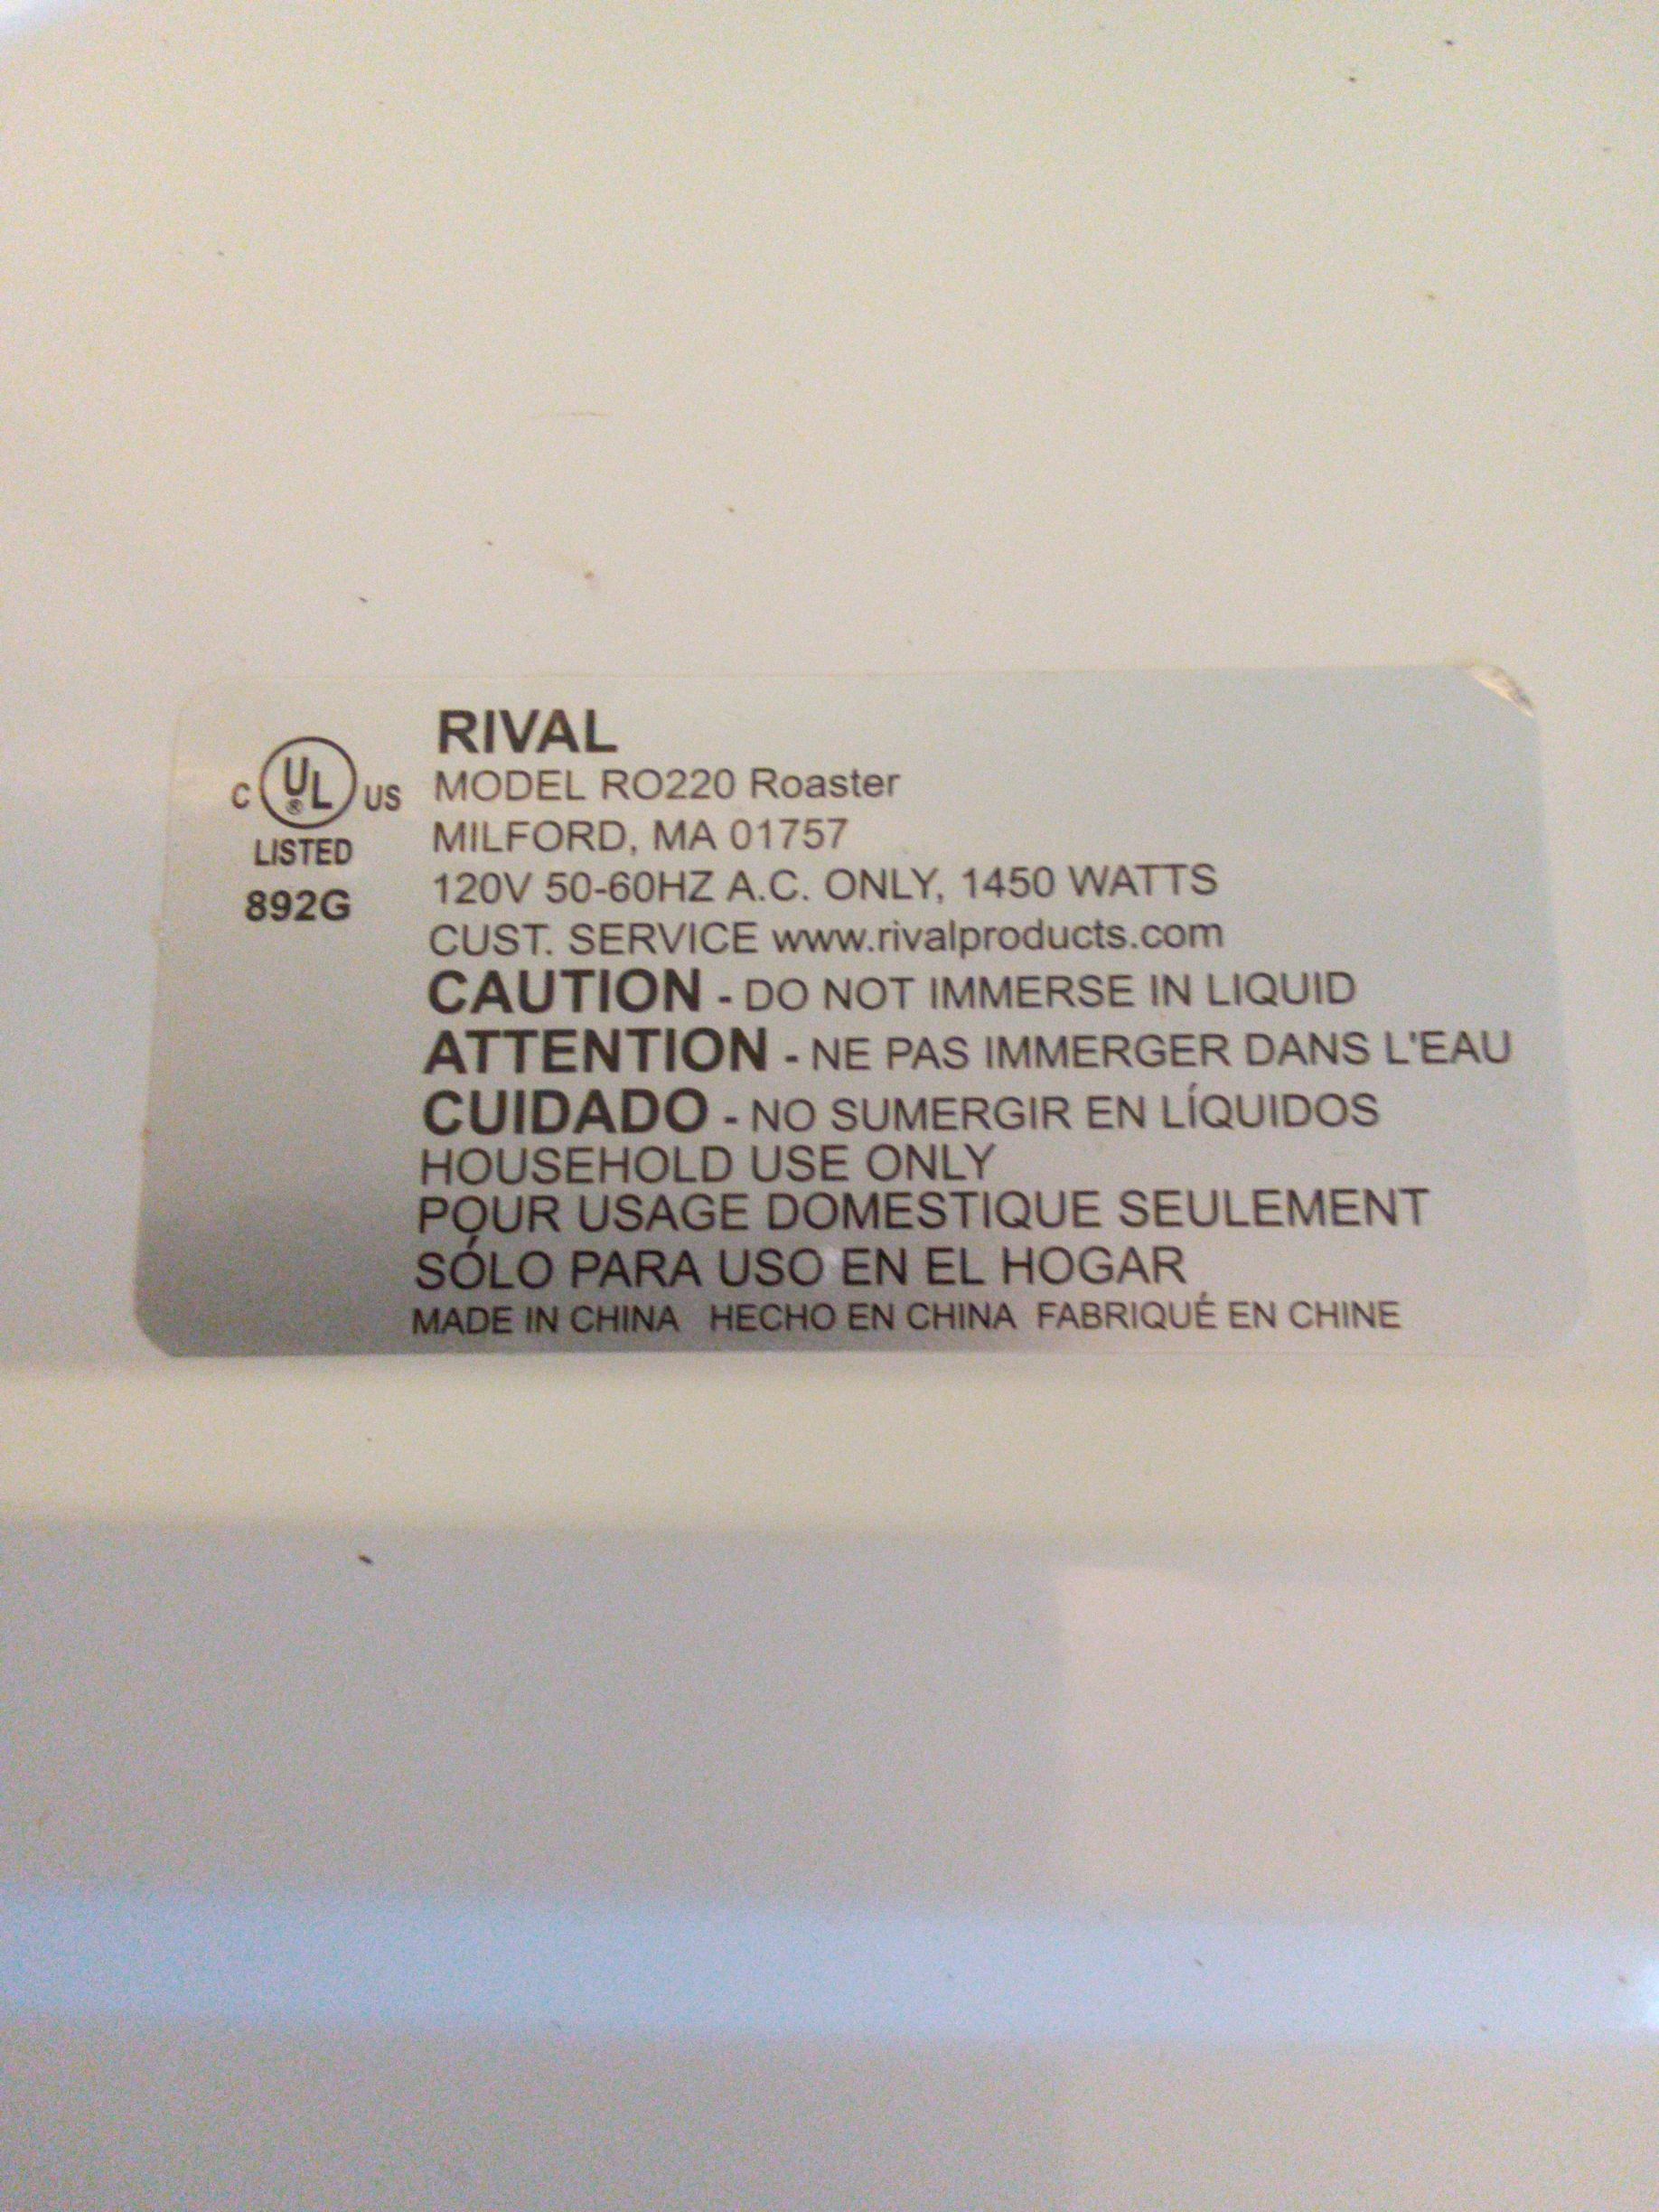 RIVAL
C UL® US MODEL RO220 Roaster
LISTED MILFORD, MA 01757
892G 120V 50-60HZ A.C. ONLY, 1450 WATTS
CUST. SERVICE www.rivalproducts.com
CAUTION - DO NOT IMMERSE IN LIQUID
ATTENTION - NE PAS IMMERGER DANS L'EAU
CUIDADO - NO SUMERGIR EN LÍQUIDOS
HOUSEHOLD USE ONLY
POUR USAGE DOMESTIQUE SEULEMENT
SÓLO PARA USO EN EL HOGAR
MADE IN CHINA HECHO EN CHINA FABRIQUÉ EN CHINE